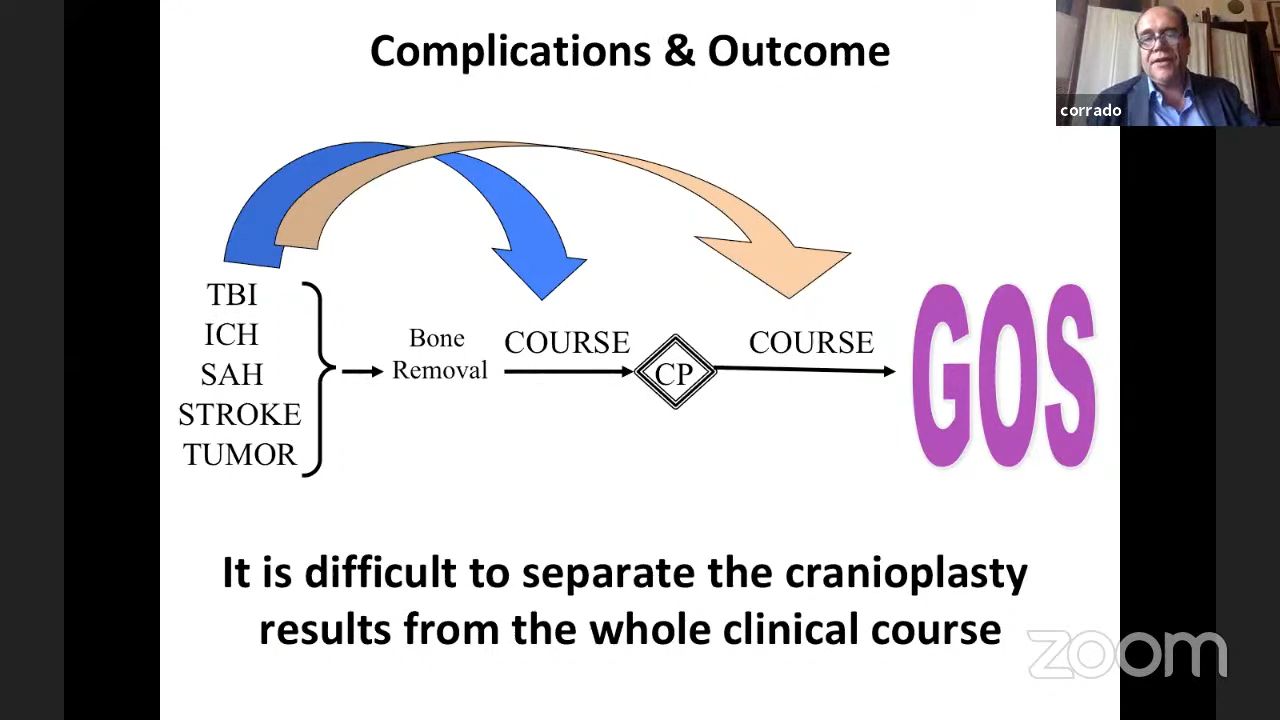 Complications & Outcome
corrado
TBI
ICH
SAH
STROKE
TUMOR
Bone
Removal
COURSE
CP
COURSE
GOS
It is difficult to separate the cranioplasty
results from the whole clinical course
zoom